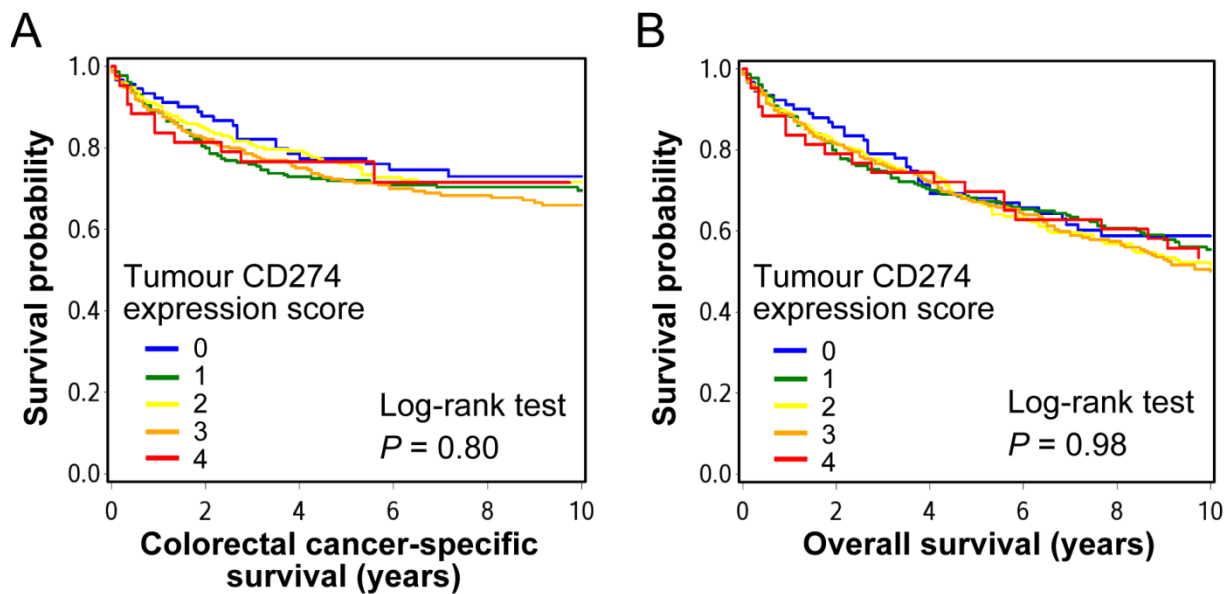 A
Survival probability
1.0
0.8
0.6
0.4
0.2
0.0
Tumour CD274
expression score
0
1
2
3
4
Log-rank test
P = 0.80
0 2 4 6 8 10
Colorectal cancer-specific
survival (years)
B
Survival probability
1.0
0.8
0.6
0.4
0.2
0.0
Tumour CD274
expression score
0
1
2
3
4
Log-rank test
P = 0.98
0 2 4 6 8 10
Overall survival (years)